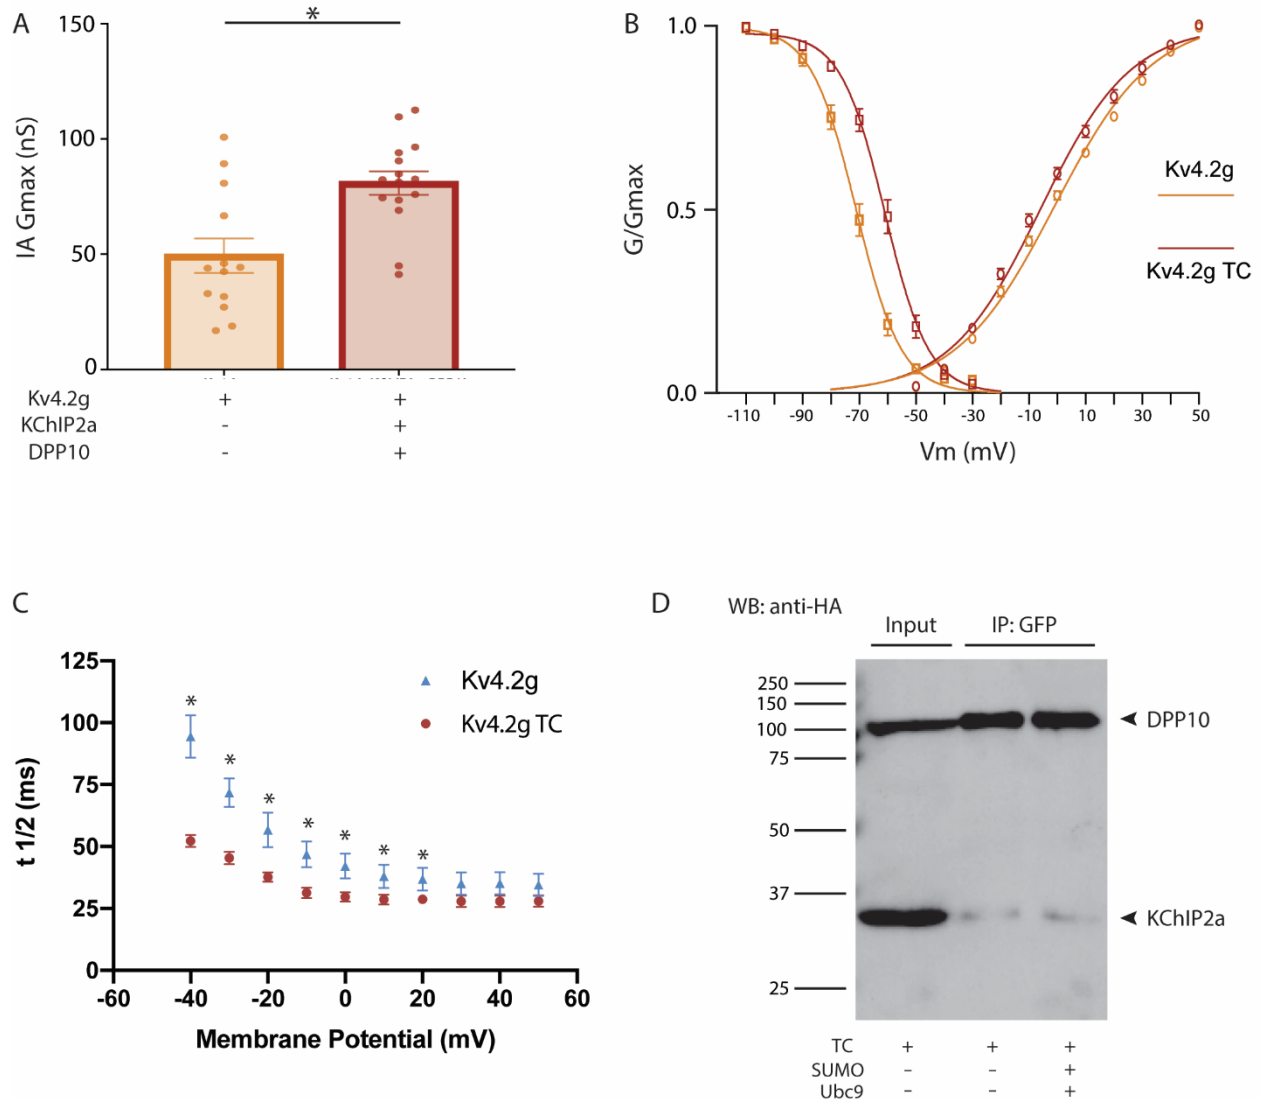 A
*
150
100
50
0
IA Gmax (nS)
Kv4.2g + +
KChIP2a - +
DPP10 - +
B
1.0
0.5
0.0
G/Gmax
-110 -90 -70 -50 -30 -10 10 30 50
Vm (mV)
Kv4.2g
Kv4.2g TC
C
125
100
75
50
25
0
t 1/2 (ms)
* * * * * * *
Kv4.2g
Kv4.2g TC
-60 -40 -20 0 20 40 60
Membrane Potential (mV)
D
WB: anti-HA
Input IP: GFP
250
150
100
75
50
37
25
DPP10
KChIP2a
TC + + +
SUMO - - +
Ubc9 - - +